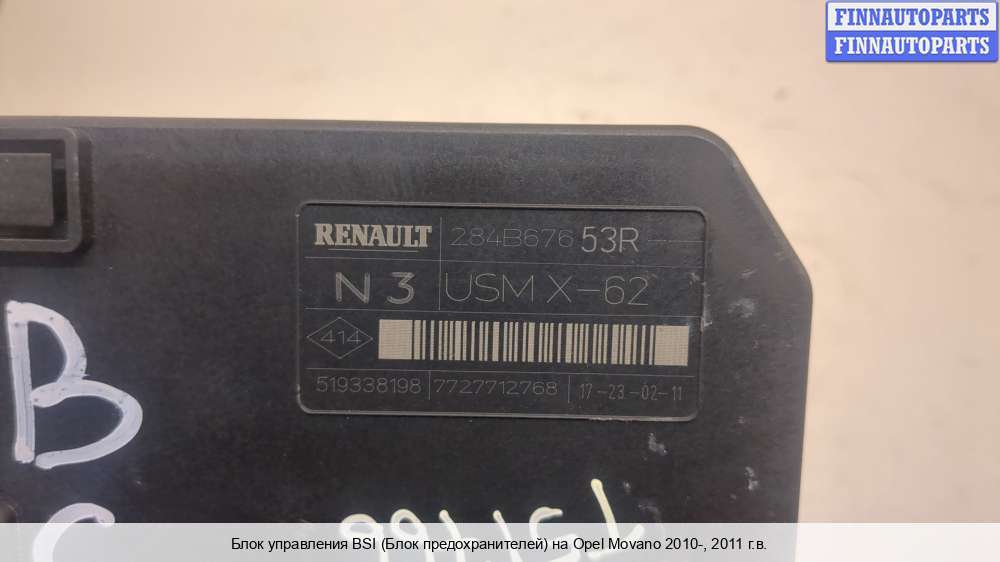 FINNAUTOPARTS
FINNAUTOPARTS
RENAULT 284B676 53R
N 3 USM X-62
414
519338198 7727712768 17-23-02-11
B
Блок управления BSI (Блок предохранителей) на Opel Movano 2010-, 2011 г.в.